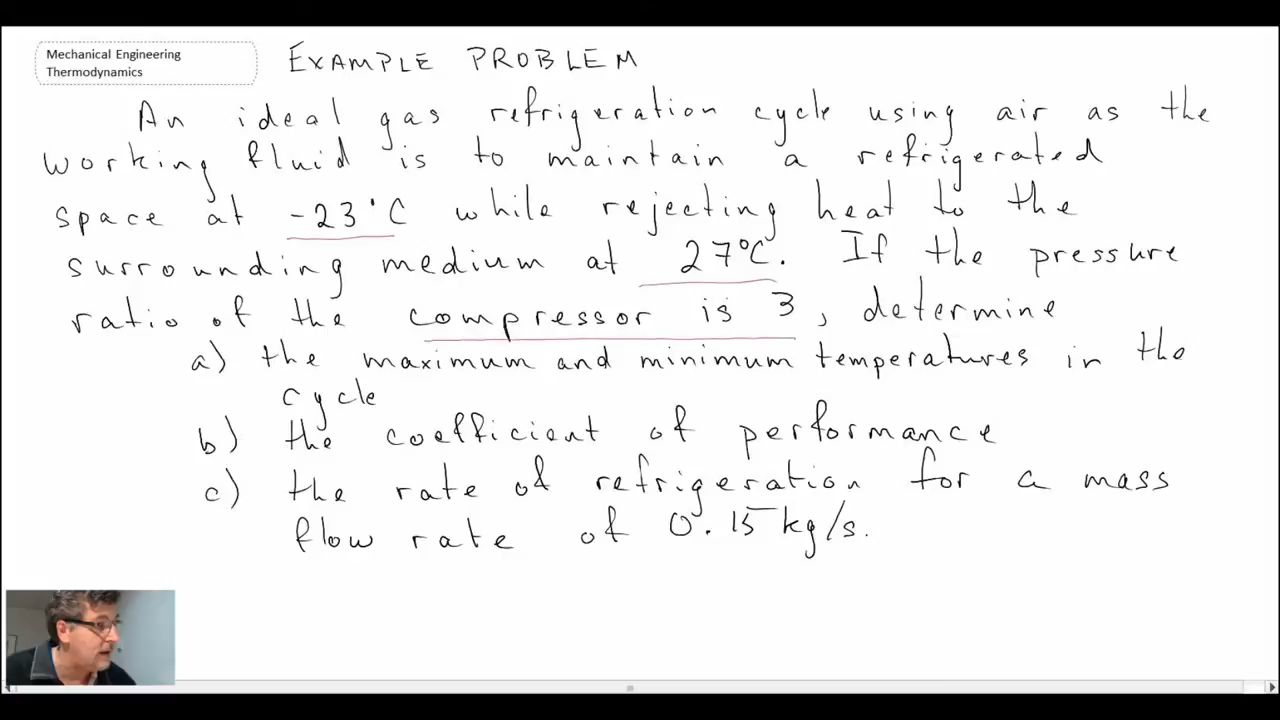 Mechanical Engineering
Thermodynamics
EXAMPLE PROBLEM
An ideal gas refrigeration cycle using air as the
working fluid is to maintain a refrigerated
space at -23°C while rejecting heat to the
surrounding medium at 27°C. If the pressure
ratio of the compressor is 3, determine
a) the maximum and minimum temperatures in the
cycle
b) the coefficient of performance
c) the rate of refrigeration for a mass
flow rate of 0.15 kg/s.